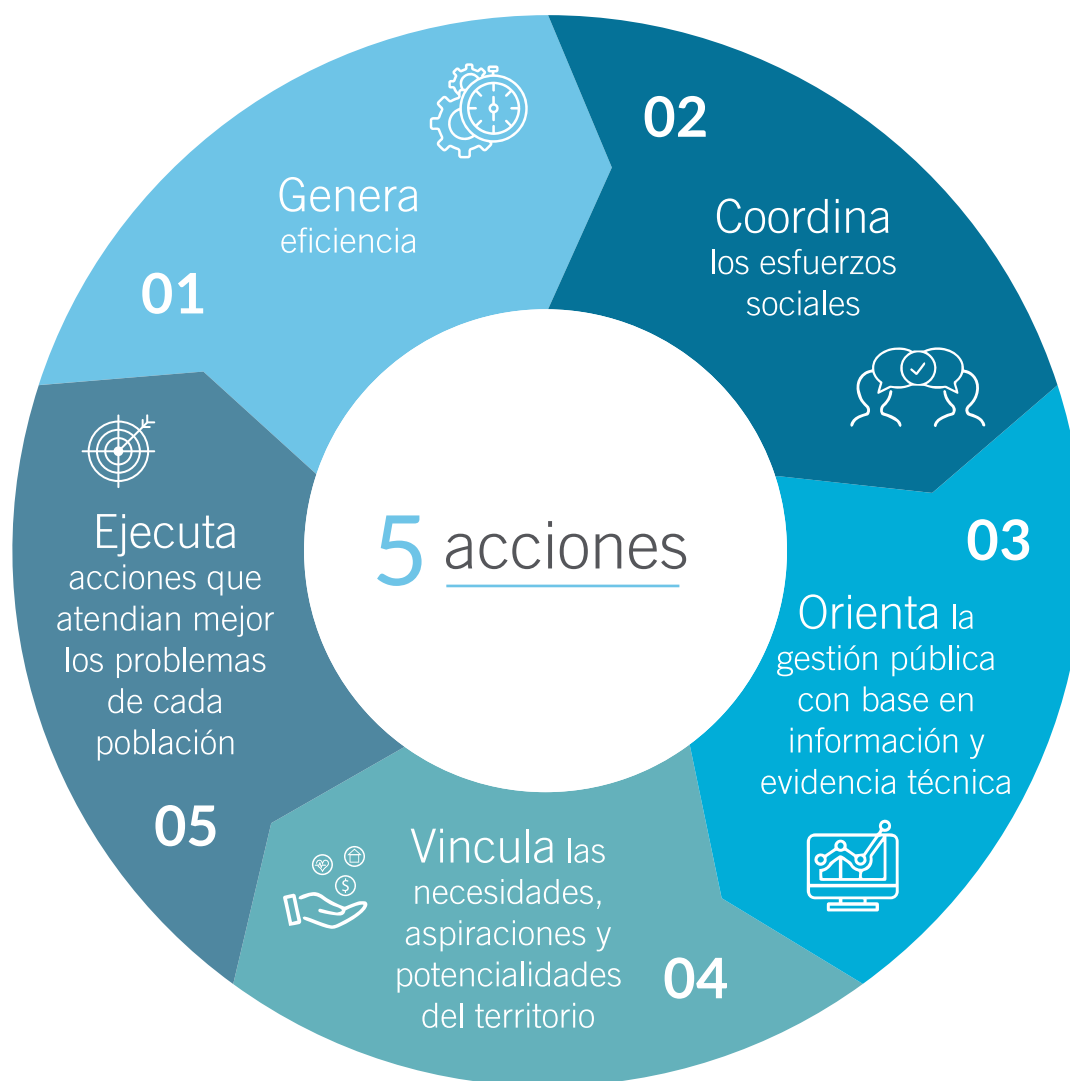 5 acciones
01
Genera
eficiencia
02
Coordina
los esfuerzos
sociales
03
Orienta la
gestión pública
con base en
información y
evidencia técnica
Vincula las
necesidades,
aspiraciones y
potencialidades
del territorio
04
Ejecuta
acciones que
atendian mejor
los problemas
de cada
población
05
$